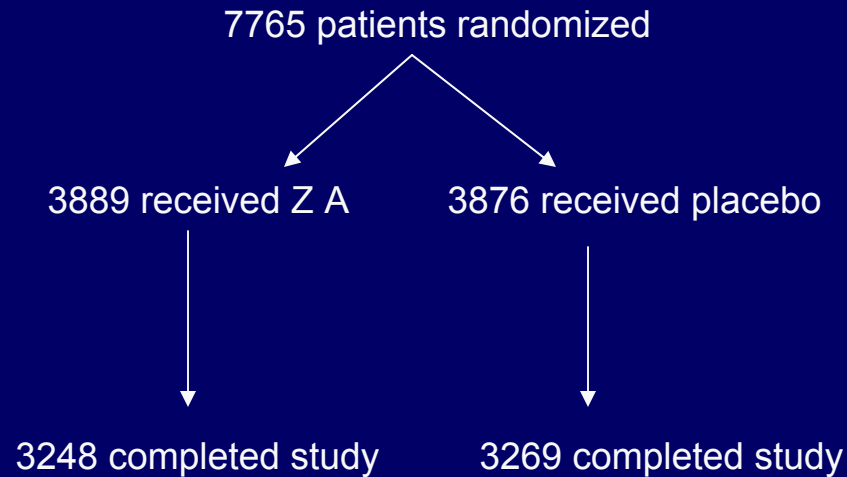 7765 patients randomized
3889 received Z A
3876 received placebo
3248 completed study
3269 completed study